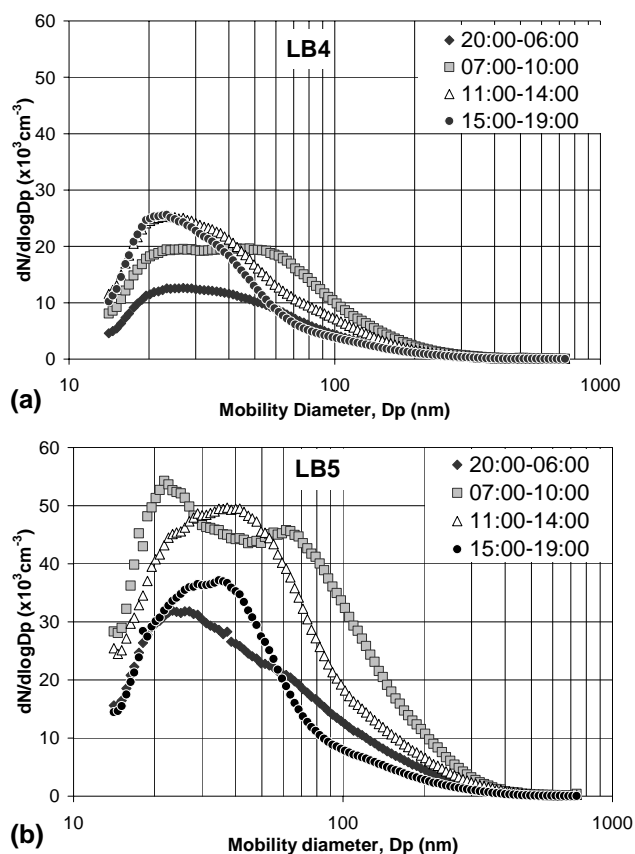 LB4
20:00-06:00
07:00-10:00
11:00-14:00
15:00-19:00
dN/dlogDp (x10³cm⁻³)
60
50
40
30
20
10
0
10 100 1000
Mobility Diameter, Dp (nm)
(a)
LB5
20:00-06:00
07:00-10:00
11:00-14:00
15:00-19:00
dN/dlogDp (x10³cm⁻³)
60
50
40
30
20
10
0
10 100 1000
Mobility diameter, Dp (nm)
(b)